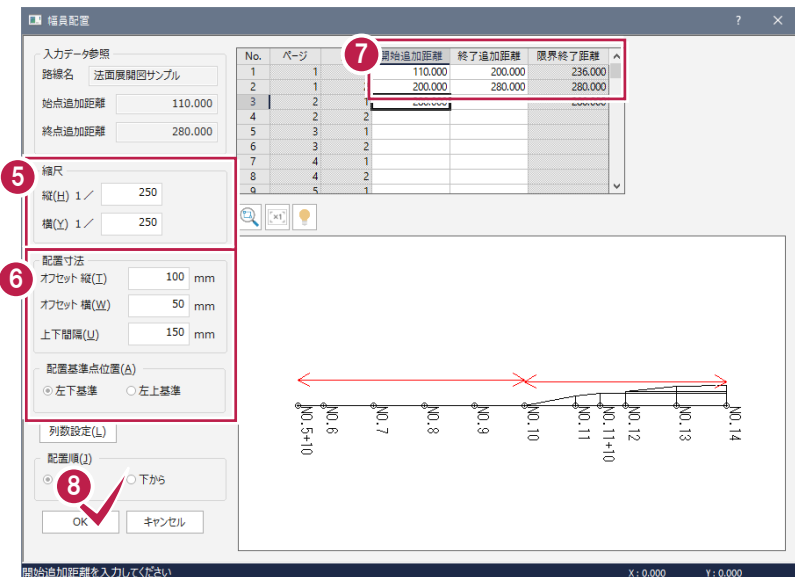 幅員配置
? ×
入力データ参照
路線名 法面展開図サンプル
始点追加距離 110.000
終点追加距離 280.000
5
縮尺
縦(H) 1／ 250
横(Y) 1／ 250
6
配置寸法
オフセット 縦(T) 100 mm
オフセット 横(W) 50 mm
上下間隔(U) 150 mm
配置基準点位置(A)
左下基準 左上基準
列数設定(L)
配置順(J)
下から
8
OK キャンセル
7
No. ページ 開始追加距離 終了追加距離 限界終了距離
1 1 110.000 200.000 236.000
2 1 200.000 280.000 280.000
3 2 1 280.000 280.000
4 2 2
5 3 1
6 3 2
7 4 1
8 4 2
9 5 1
×1
NO.5+10
NO.6
NO.7
NO.8
NO.9
NO.10
NO.11
NO.11+10
NO.12
NO.13
NO.14
開始追加距離を入力してください X : 0.000 Y : 0.000